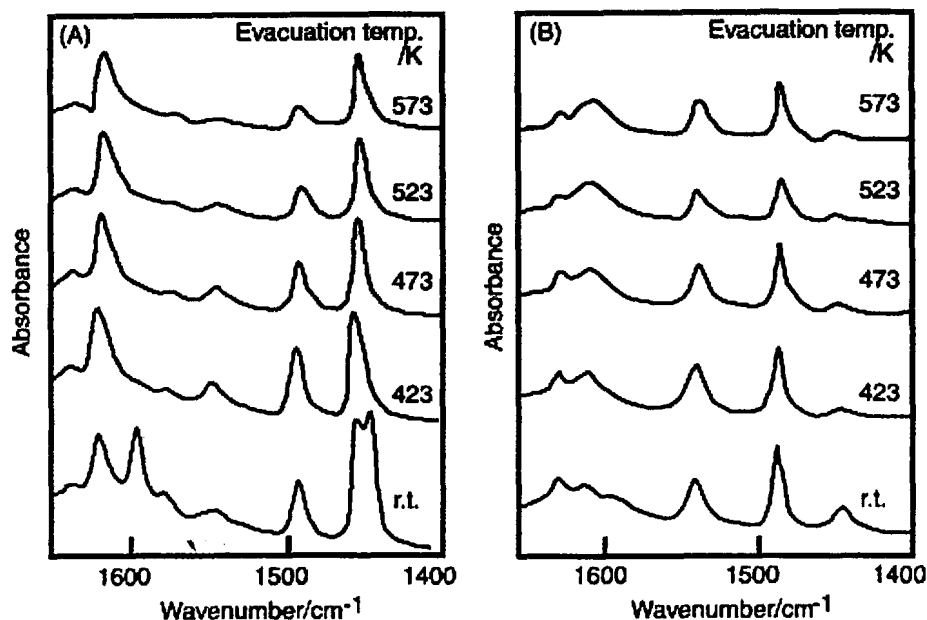 (A) Evacuation temp.
/K
573
523
473
423
r.t.
Absorbance
1600 1500 1400
Wavenumber/cm-1
(B) Evacuation temp.
/K
573
523
473
423
r.t.
Absorbance
1600 1500 1400
Wavenumber/cm-1